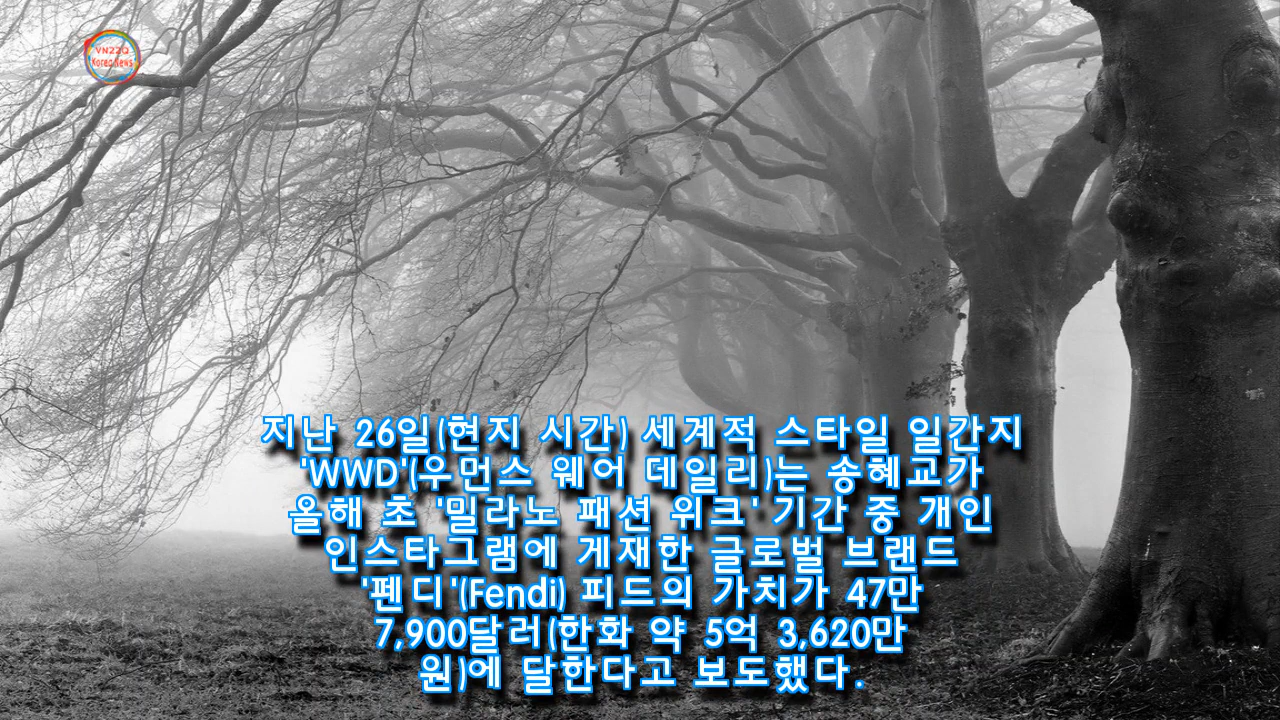 VN22Q
Korea News
지난 26일(현지 시간) 세계적 스타일 일간지
'WWD'(우먼스 웨어 데일리)는 송혜교가
올해 초 '밀라노 패션 위크' 기간 중 개인
인스타그램에 게재한 글로벌 브랜드
'펜디'(Fendi) 피드의 가치가 47만
7,900달러(한화 약 5억 3,620만
원)에 달한다고 보도했다.